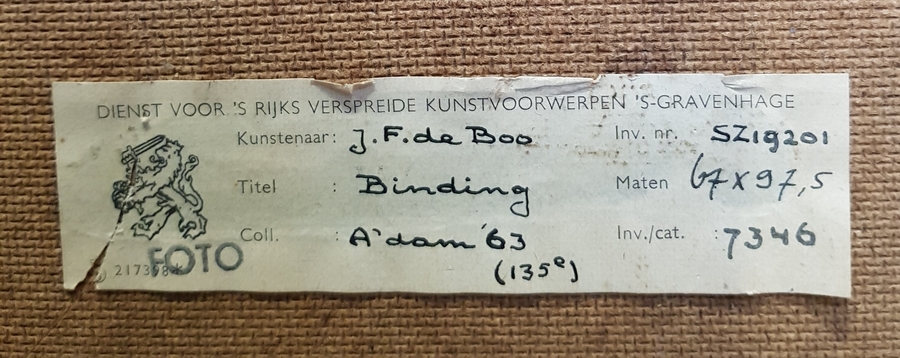 DIENST VOOR 'S RIJKS VERSPREIDE KUNSTVOORWERPEN 'S-GRAVENHAGE
Kunstenaar: J.F. de Boo Inv. nr. SZ19201
Titel : Binding Maten 67x97,5
Coll. : A'dam '63 Inv./cat. :7346
(135e)
FOTO